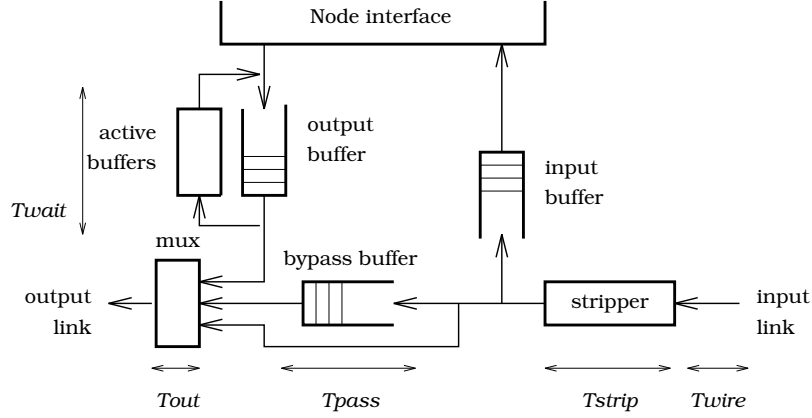 Node interface
active
buffers
output
buffer
input
buffer
Twait
mux
bypass buffer
output
link
stripper
input
link
Tout
Tpass
Tstrip
Twire